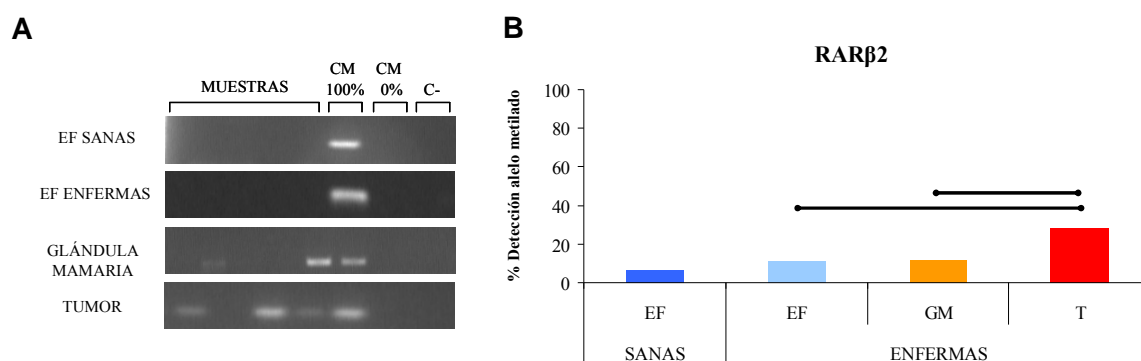 A
MUESTRAS
CM 100%
CM 0%
C-
EF SANAS
EF ENFERMAS
GLÁNDULA
MAMARIA
TUMOR
B
RARβ2
% Detección alelo metilado
100
80
60
40
20
0
EF
EF
GM
T
SANAS
ENFERMAS